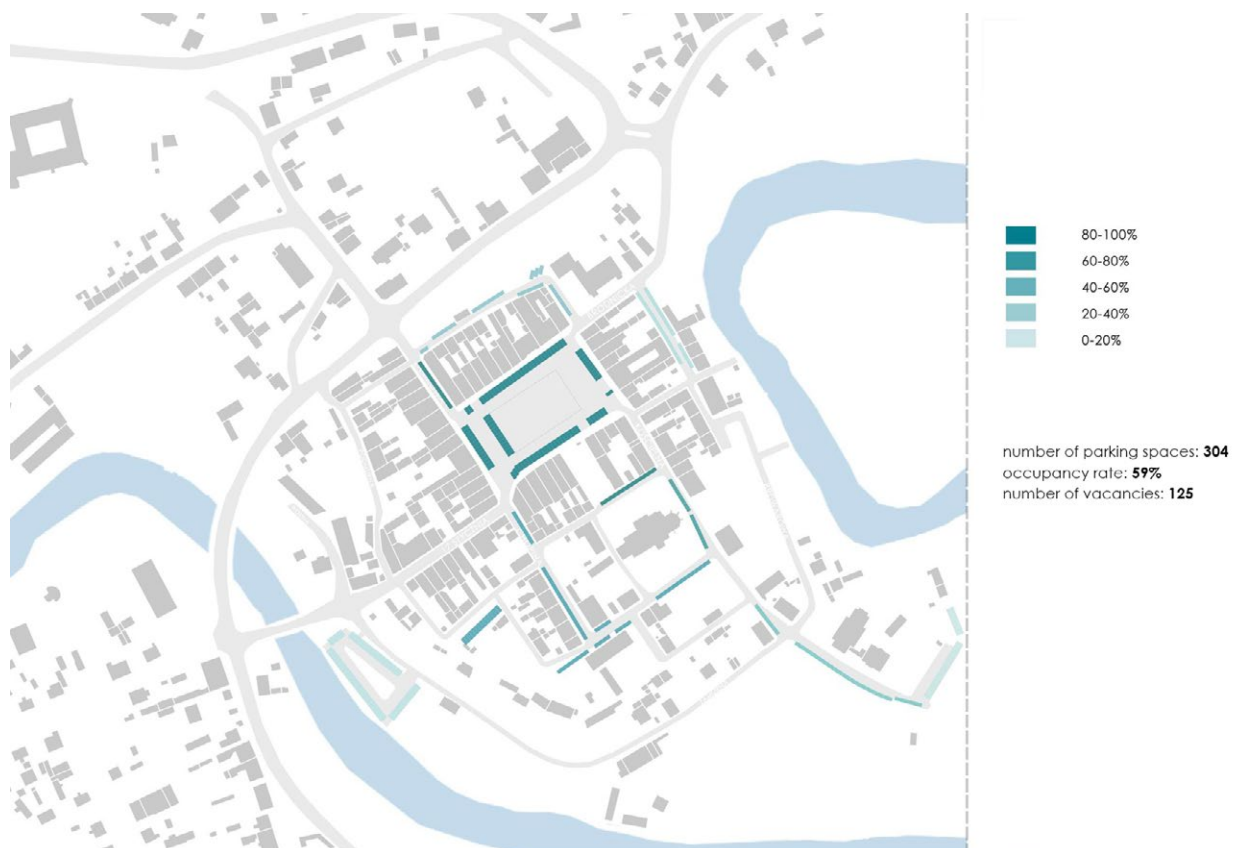 80-100%
60-80%
40-60%
20-40%
0-20%
number of parking spaces: 304
occupancy rate: 59%
number of vacancies: 125